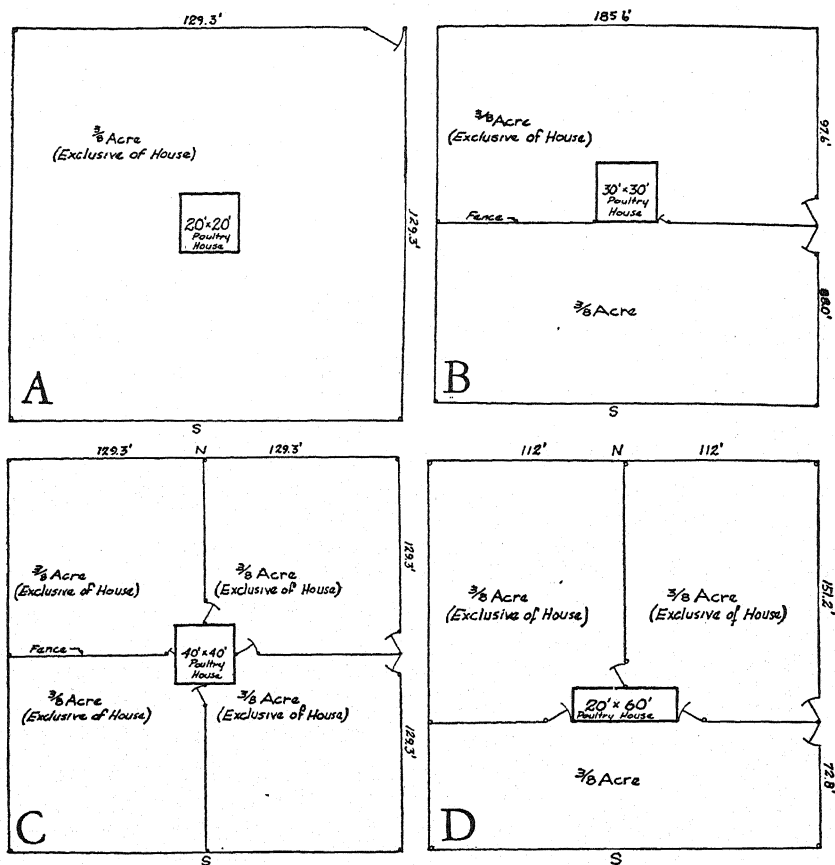 129.3'
3/8 Acre
(Exclusive of House)
20'×20'
Poultry
House
129.3'
A
S
185.6'
3/8 Acre
(Exclusive of House)
97.6'
30'×30'
Poultry
House
Fence
3/8 Acre
88.0'
B
S
129.3' N 129.3'
3/8 Acre
(Exclusive of House)
3/8 Acre
(Exclusive of House)
129.3'
Fence
40'×40'
Poultry
House
3/8 Acre
(Exclusive of House)
3/8 Acre
(Exclusive of House)
129.3'
C
S
112' N 112'
3/8 Acre
(Exclusive of House)
3/8 Acre
(Exclusive of House)
151.2'
20' × 60'
Poultry House
3/8 Acre
72.8'
D
S